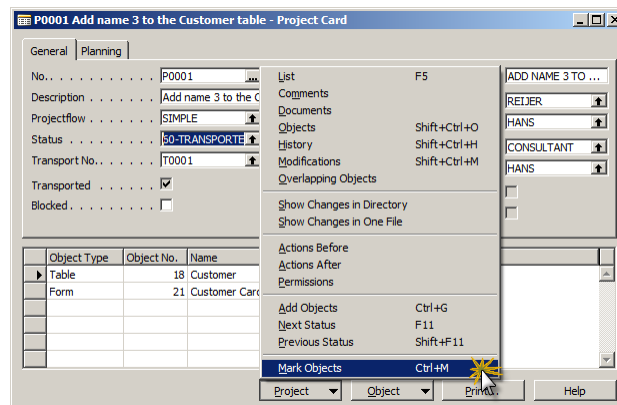 P0001 Add name 3 to the Customer table - Project Card
General Planning
No. . . . . . . . . . . . . P0001 ... ADD NAME 3 TO ...
Description . . . . . . . . Add name 3 to the C REIJER
Projectflow . . . . . . . . SIMPLE HANS
Status . . . . . . . . . . 50-TRANSPORTE CONSULTANT
Transport No. . . . . . . . T0001 HANS
Transported . . . . . . .
Blocked . . . . . . . . . .
List F5
Comments
Documents
Objects Shift+Ctrl+O
History Shift+Ctrl+H
Modifications Shift+Ctrl+M
Overlapping Objects
Show Changes in Directory
Show Changes in One File
Actions Before
Actions After
Permissions
Add Objects Ctrl+G
Next Status F11
Previous Status Shift+F11
Mark Objects Ctrl+M
Object Type Object No. Name
Table 18 Customer
Form 21 Customer Card
Project Object Print... Help